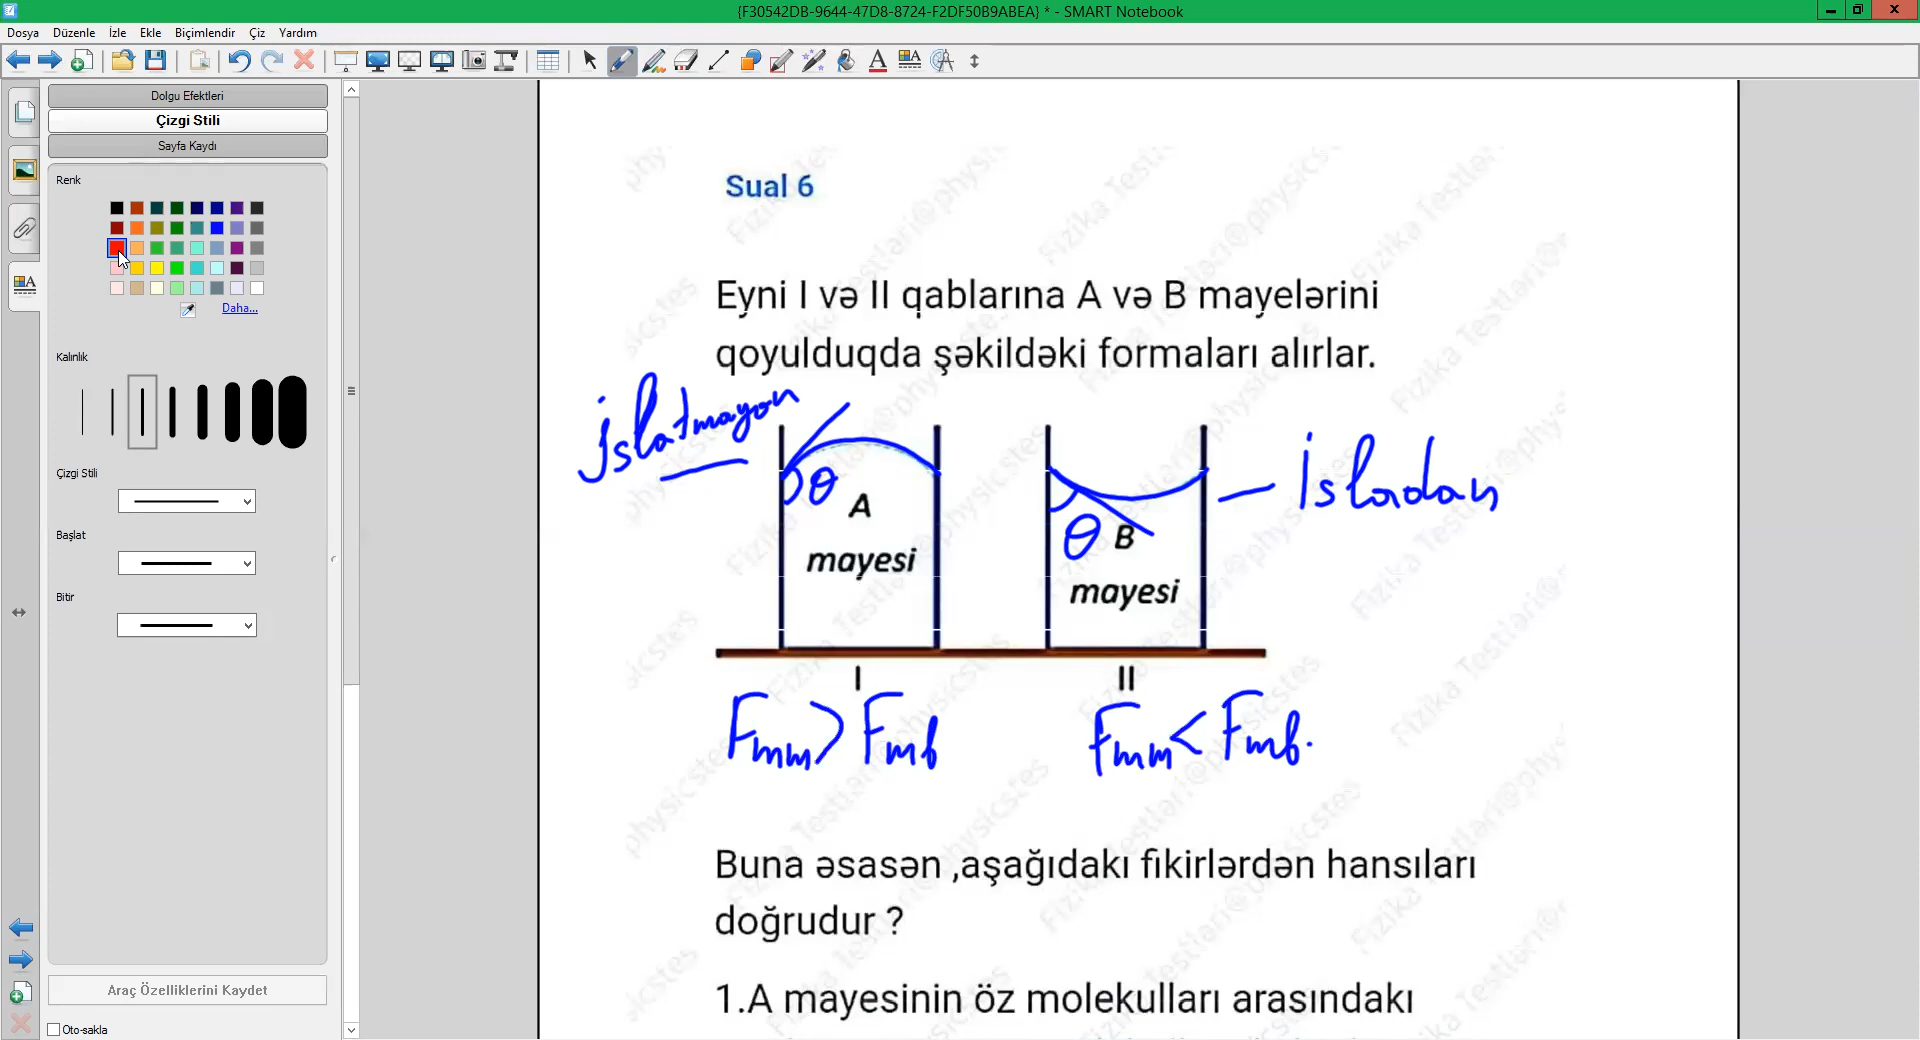 {F30542DB-9644-47D8-8724-F2DF50B9ABEA} * - SMART Notebook
Dosya Düzenle İzle Ekle Biçimlendir Çiz Yardım
Dolgu Efektleri
Çizgi Stili
Sayfa Kaydı
Renk
Daha...
Kalınlık
Çizgi Stili
Başlat
Bitir
Araç Özelliklerini Kaydet
Oto-sakla
Sual 6
Eyni I və II qablarına A və B mayelərini
qoyulduqda şəkildəki formaları alırlar.
İslatmayan
θ
A
mayesi
θ
B
mayesi
İsladan
I
II
Fmm > Fmb
Fmm < Fmb.
Buna əsasən ,aşağıdakı fikirlərdən hansıları
doğrudur ?
1.A mayesinin öz molekulları arasındakı